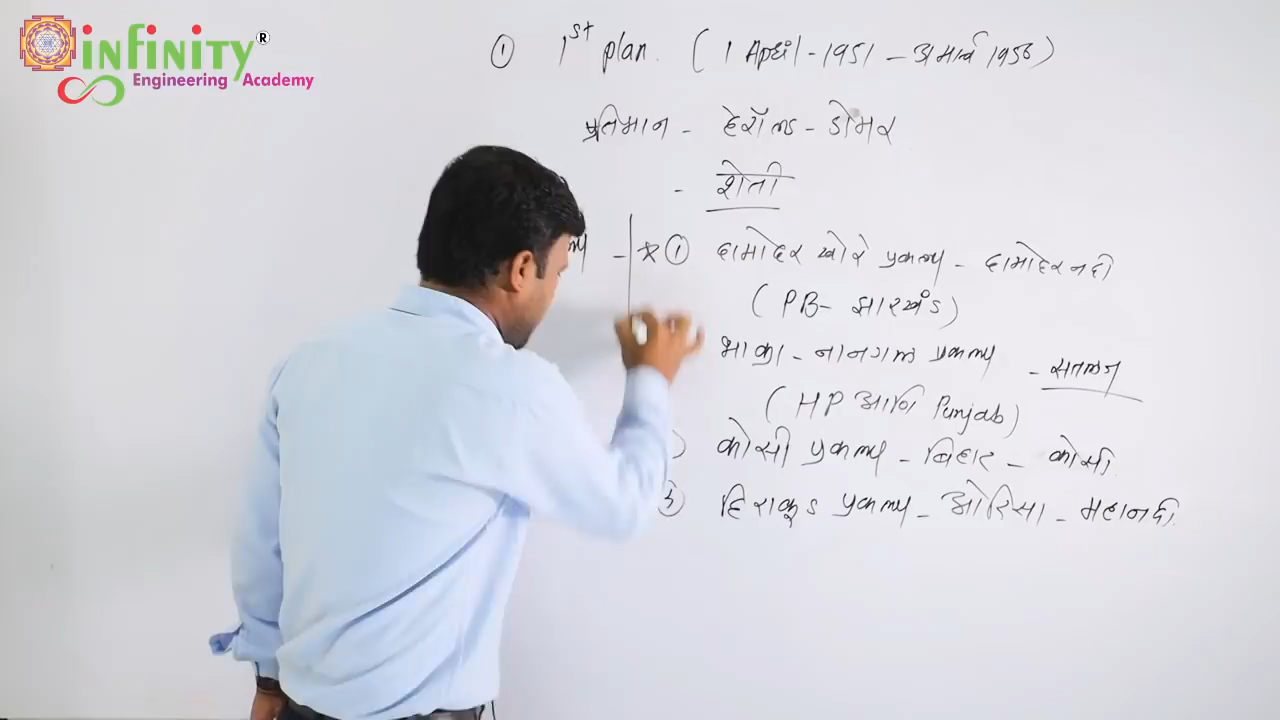 infinity ®
Engineering Academy
① 1st plan. ( 1 April - 1951 - 31 मार्च 1956 )
प्रतिमान - हेरॉल्ड - डोमर
- शेती
- * ① दामोदर खोरे प्रकल्प - दामोदर नदी
( PB - झारखंड )
भाक्रा - नानगल प्रकल्प - सतलज
( HP आणि Punjab )
कोसी प्रकल्प - बिहार - कोसी
हिराकूड प्रकल्प - ओरिसा - महानदी.